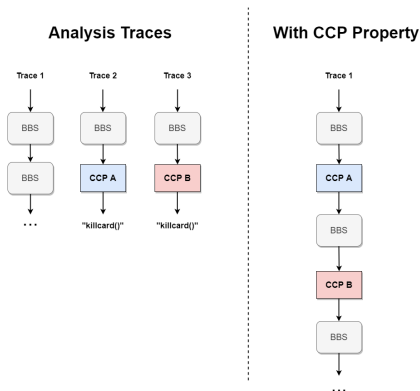 Analysis Traces
Trace 1 Trace 2 Trace 3
BBS BBS BBS
BBS CCP A CCP B
... "killcard()" "killcard()"
With CCP Property
Trace 1
BBS
CCP A
BBS
CCP B
BBS
...